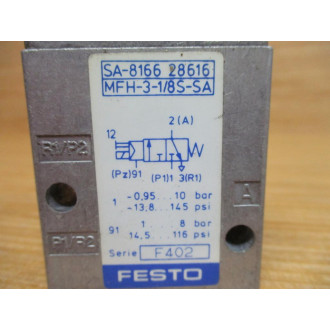 SA-8166 28616
MFH-3-1/8S-SA
2(A)
12
R1/P2
(Pz)91 (P1)1 3(R1)
A
1 -0,95... 10 bar
-13,8... 145 psi
P1/R2
91 1... 8 bar
14,5... 116 psi
Serie F402
FESTO